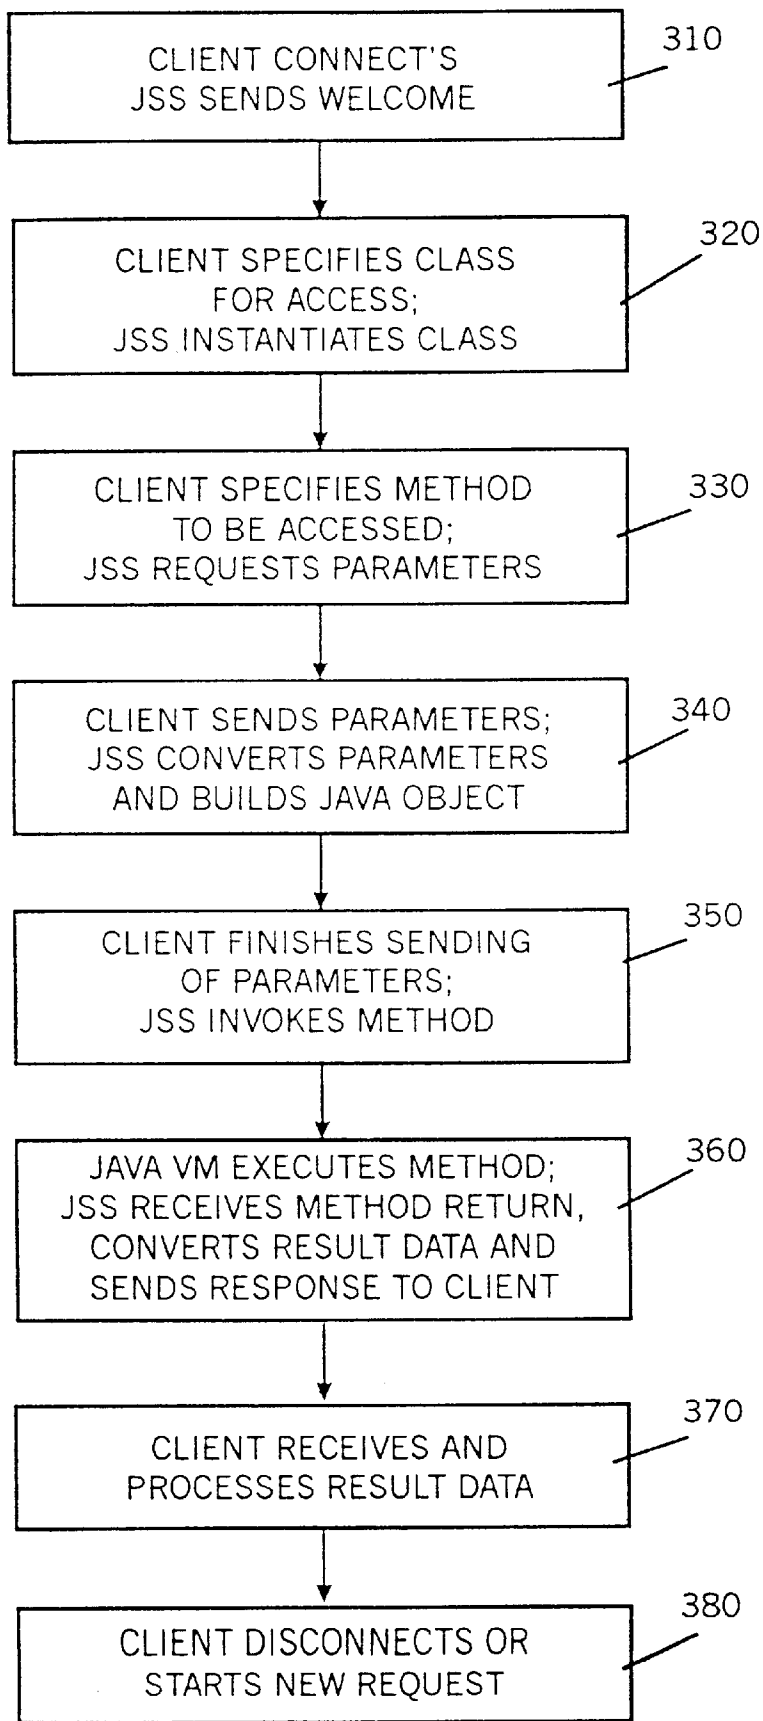 CLIENT CONNECT'S
JSS SENDS WELCOME
310
CLIENT SPECIFIES CLASS
FOR ACCESS;
JSS INSTANTIATES CLASS
320
CLIENT SPECIFIES METHOD
TO BE ACCESSED;
JSS REQUESTS PARAMETERS
330
CLIENT SENDS PARAMETERS;
JSS CONVERTS PARAMETERS
AND BUILDS JAVA OBJECT
340
CLIENT FINISHES SENDING
OF PARAMETERS;
JSS INVOKES METHOD
350
JAVA VM EXECUTES METHOD;
JSS RECEIVES METHOD RETURN,
CONVERTS RESULT DATA AND
SENDS RESPONSE TO CLIENT
360
CLIENT RECEIVES AND
PROCESSES RESULT DATA
370
CLIENT DISCONNECTS OR
STARTS NEW REQUEST
380